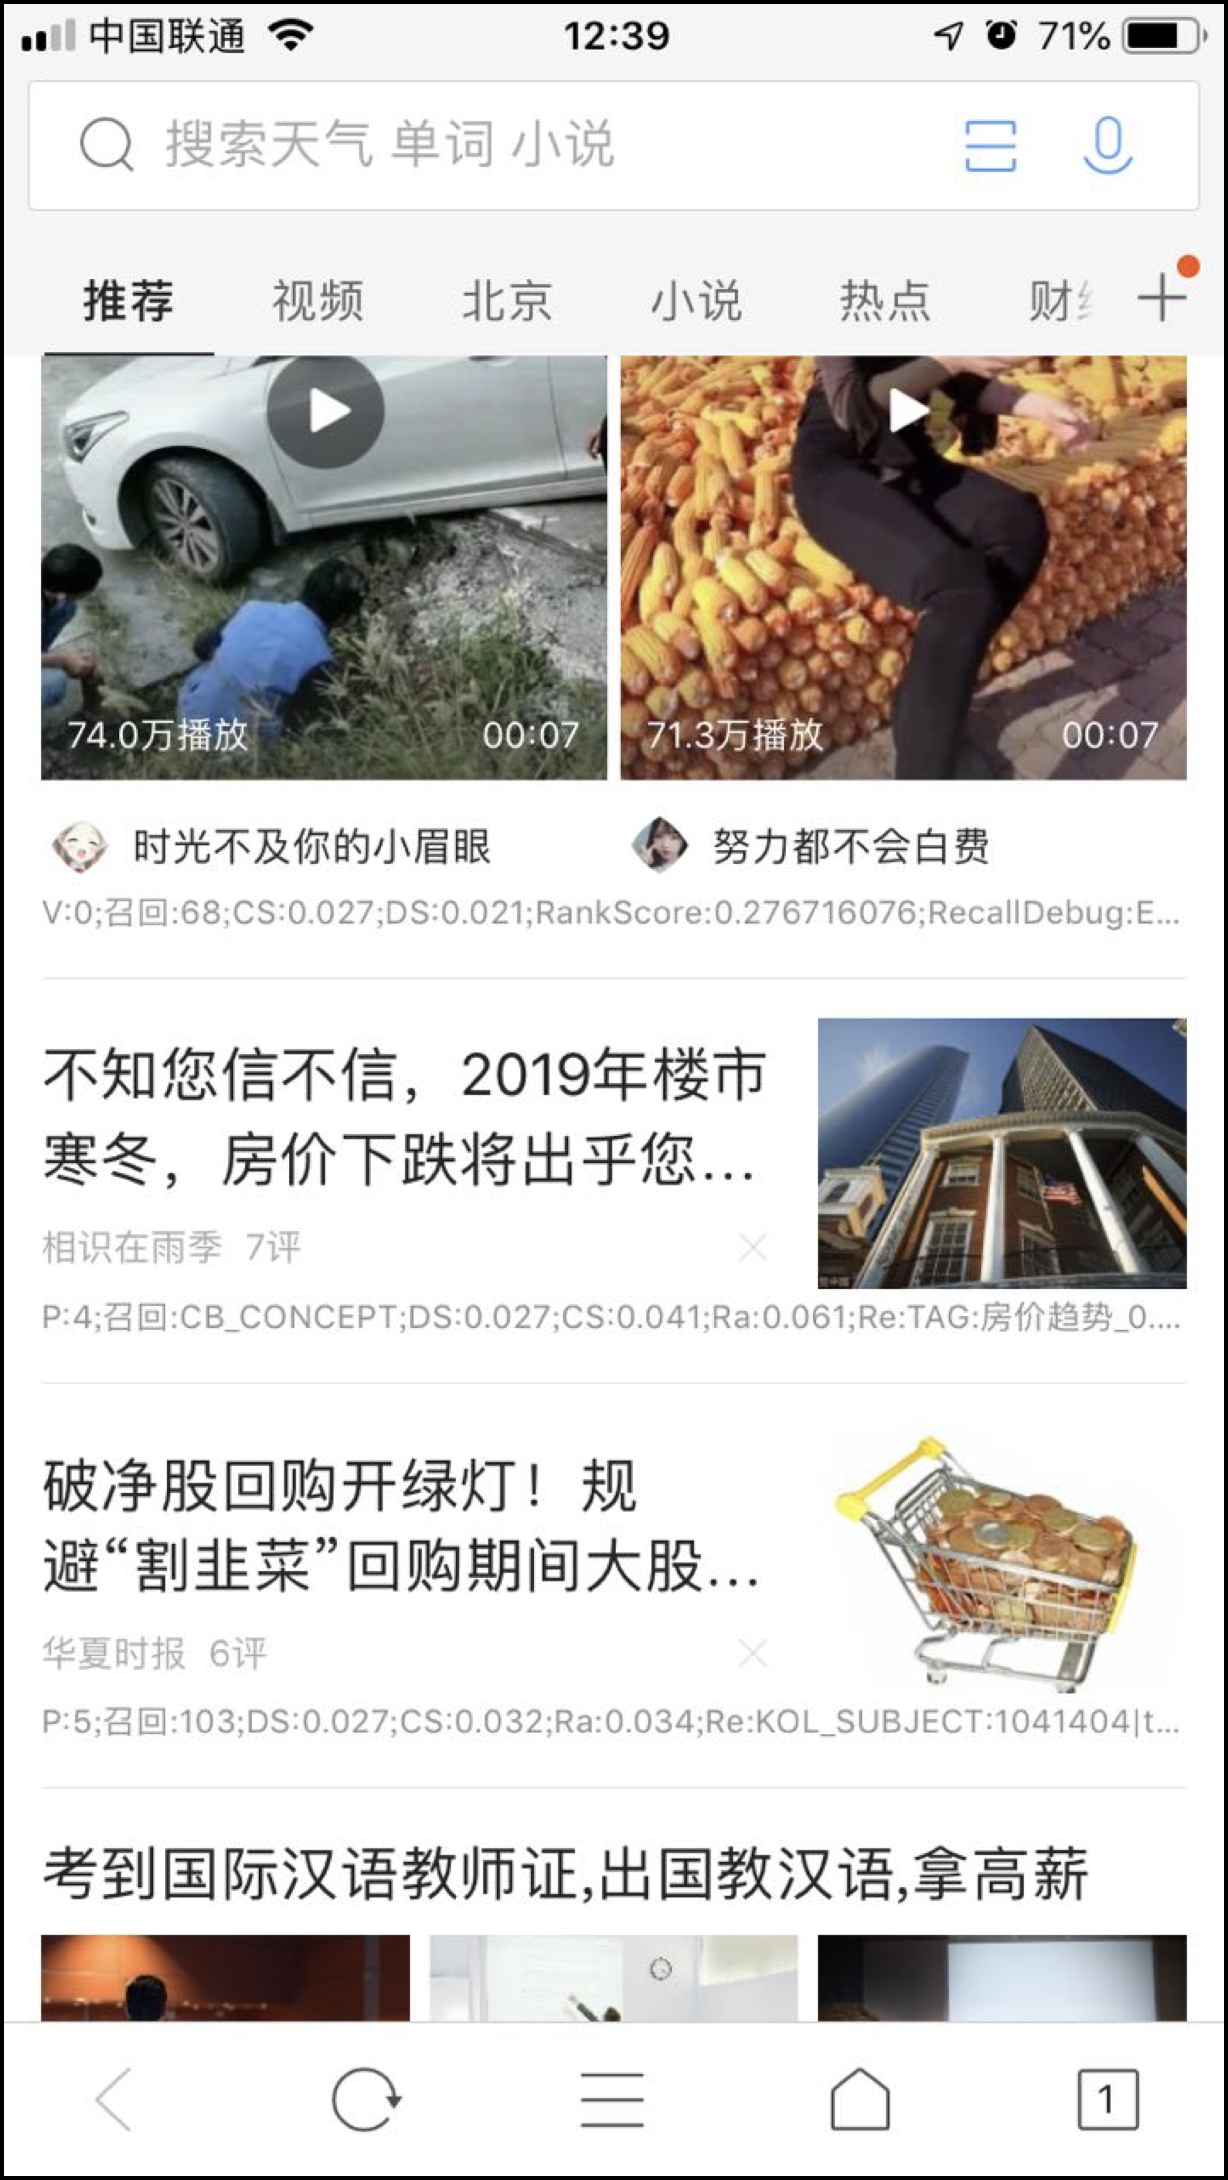 中国联通 12:39 71%
搜索天气 单词 小说
推荐 视频 北京 小说 热点
74.0万播放 00:07 71.3万播放 00:07
时光不及你的小眉眼 努力都不会白费
V:0;召回:68;CS:0.027;DS:0.021;RankScore:0.276716076;RecallDebug:E...
不知您信不信，2019年楼市
寒冬，房价下跌将出乎您...
相识在雨季 7评
P:4;召回:CB_CONCEPT;DS:0.027;CS:0.041;Ra:0.061;Re:TAG:房价趋势_0....
破净股回购开绿灯！规
避“割韭菜”回购期间大股...
华夏时报 6评
P:5;召回:103;DS:0.027;CS:0.032;Ra:0.034;Re:KOL_SUBJECT:1041404|t...
考到国际汉语教师证,出国教汉语,拿高薪
1